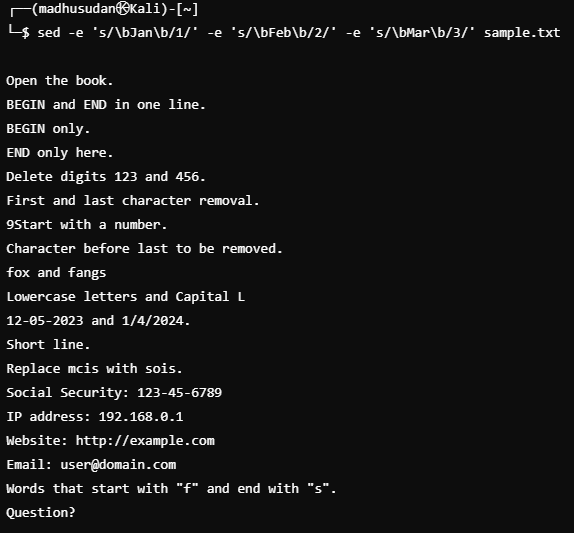 ┌──(madhusudan㉿Kali)-[~]
└─$ sed -e 's/\bJan\b/1/' -e 's/\bFeb\b/2/' -e 's/\bMar\b/3/' sample.txt
Open the book.
BEGIN and END in one line.
BEGIN only.
END only here.
Delete digits 123 and 456.
First and last character removal.
9Start with a number.
Character before last to be removed.
fox and fangs
Lowercase letters and Capital L
12-05-2023 and 1/4/2024.
Short line.
Replace mcis with sois.
Social Security: 123-45-6789
IP address: 192.168.0.1
Website: http://example.com
Email: user@domain.com
Words that start with "f" and end with "s".
Question?